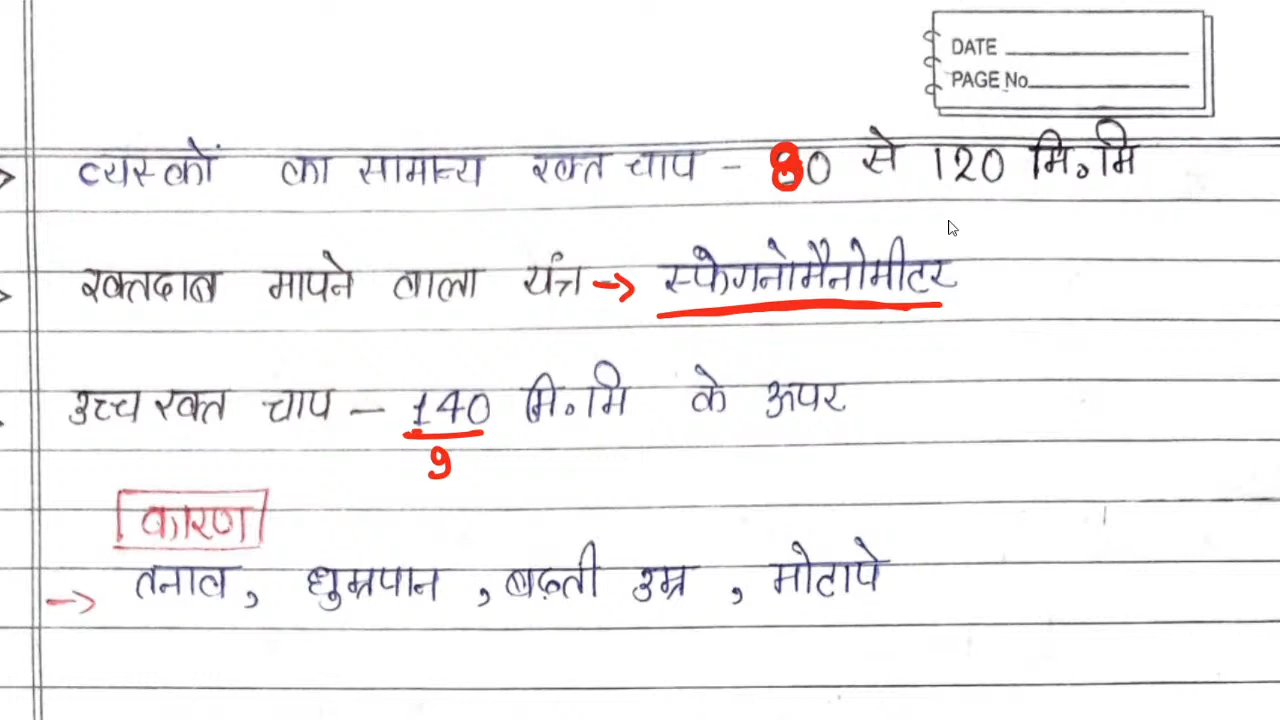 DATE
PAGE No.
व्यस्कों का सामान्य रक्त चाप - 80 से 120 मि.मि
रक्तदाब मापने वाला यंत्र → स्फेगनोमैनोमीटर
उच्च रक्त चाप - 140 मि.मि के ऊपर
9
कारण
→ तनाव, धुम्रपान, बढ़ती उम्र, मोटापे